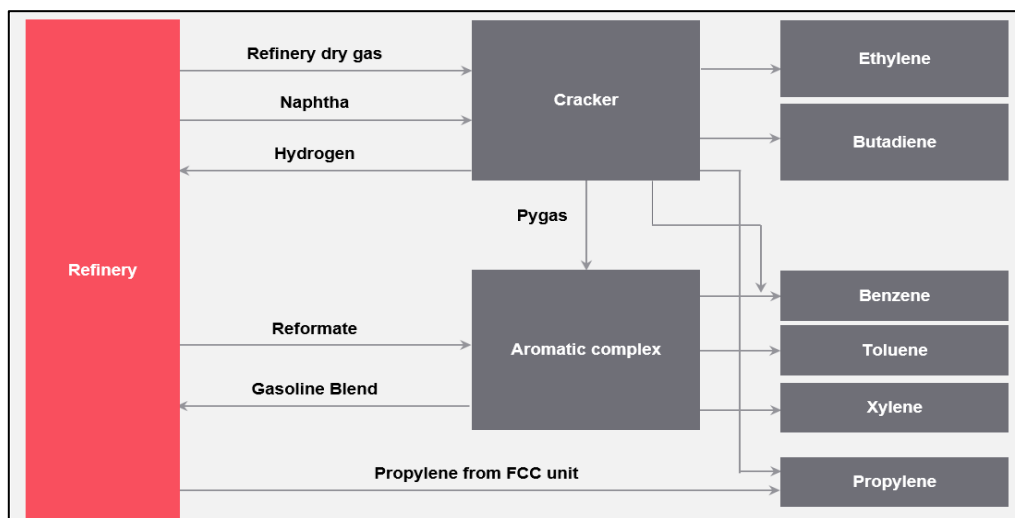 Refinery dry gas
Naphtha
Hydrogen
Cracker
Ethylene
Butadiene
Pygas
Refinery
Benzene
Reformate
Aromatic complex
Toluene
Gasoline Blend
Xylene
Propylene from FCC unit
Propylene